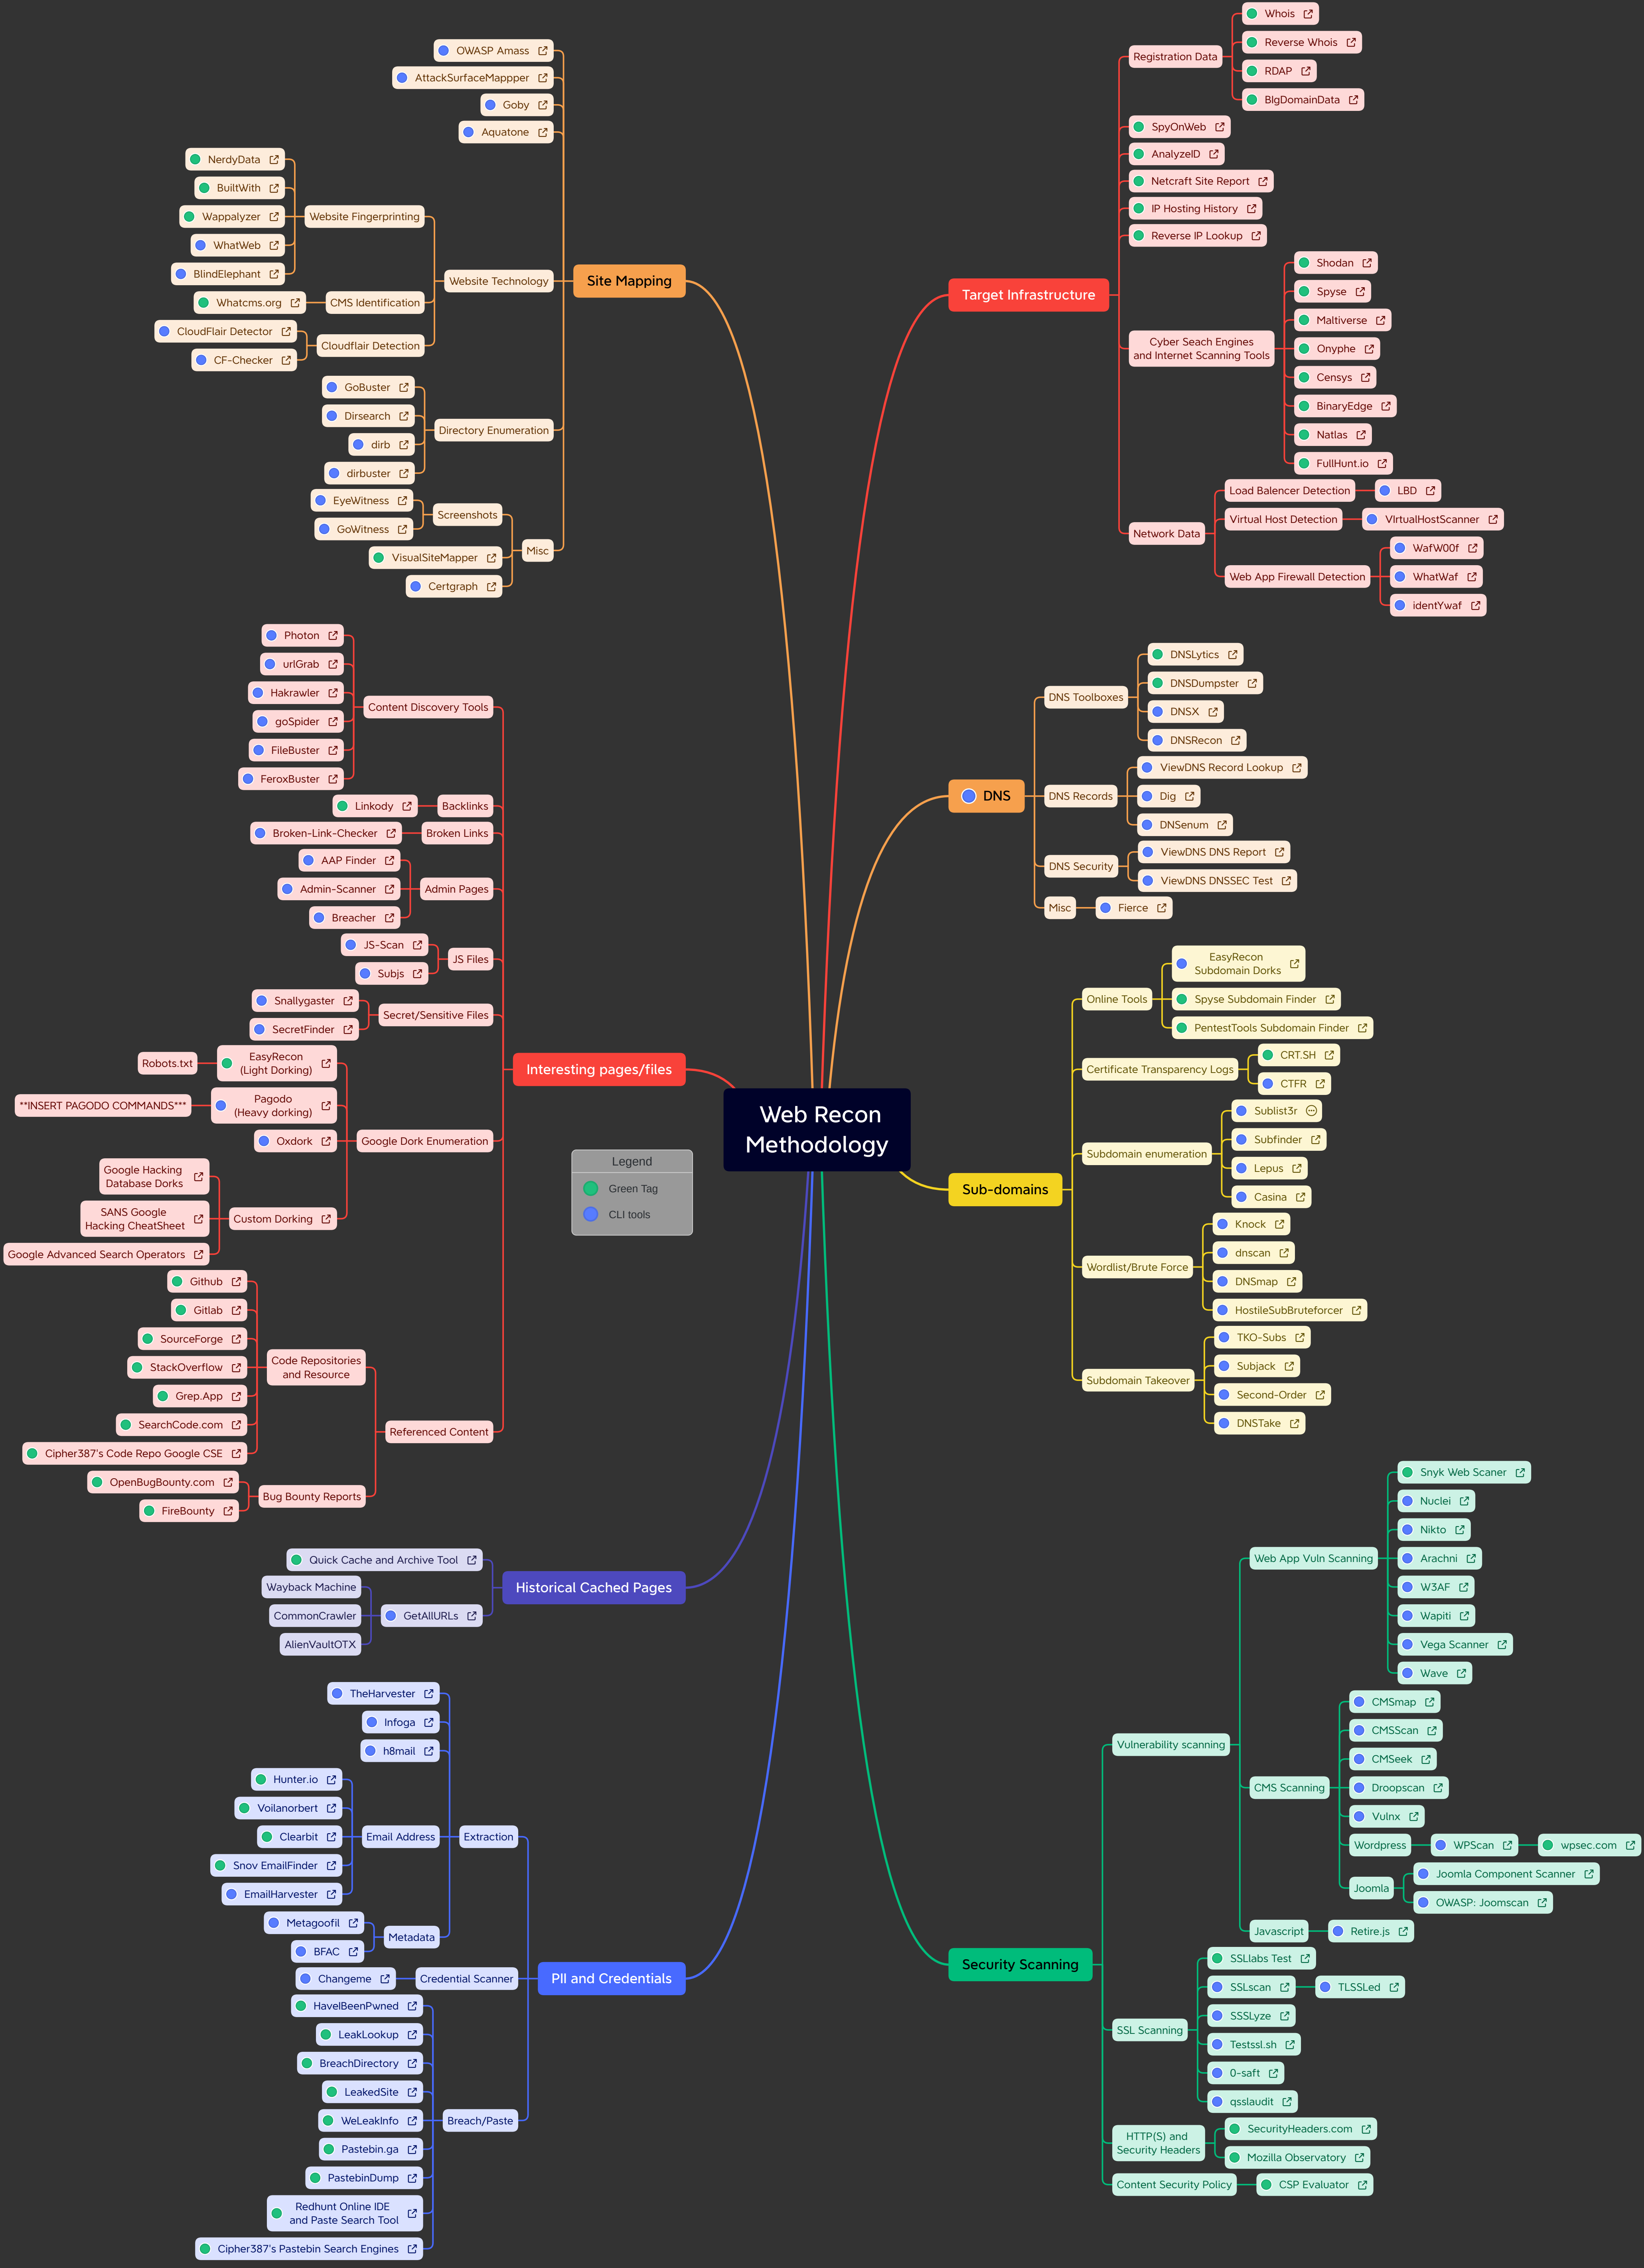 Web Recon
Methodology
Legend
Green Tag
CLI tools
Site Mapping
OWASP Amass
AttackSurfaceMappper
Goby
Aquatone
Website Technology
Website Fingerprinting
NerdyData
BuiltWith
Wappalyzer
WhatWeb
BlindElephant
CMS Identification
Whatcms.org
Cloudflair Detection
CloudFlair Detector
CF-Checker
Directory Enumeration
GoBuster
Dirsearch
dirb
dirbuster
Misc
Screenshots
EyeWitness
GoWitness
VisualSiteMapper
Certgraph
Interesting pages/files
Content Discovery Tools
Photon
urlGrab
Hakrawler
goSpider
FileBuster
FeroxBuster
Backlinks
Linkody
Broken Links
Broken-Link-Checker
Admin Pages
AAP Finder
Admin-Scanner
Breacher
JS Files
JS-Scan
Subjs
Secret/Sensitive Files
Snallygaster
SecretFinder
Google Dork Enumeration
EasyRecon
(Light Dorking)
Robots.txt
Pagodo
(Heavy dorking)
**INSERT PAGODO COMMANDS***
Oxdork
Custom Dorking
Google Hacking
Database Dorks
SANS Google
Hacking CheatSheet
Google Advanced Search Operators
Referenced Content
Code Repositories
and Resource
Github
Gitlab
SourceForge
StackOverflow
Grep.App
SearchCode.com
Cipher387's Code Repo Google CSE
Bug Bounty Reports
OpenBugBounty.com
FireBounty
Historical Cached Pages
Quick Cache and Archive Tool
GetAllURLs
Wayback Machine
CommonCrawler
AlienVaultOTX
PII and Credentials
Extraction
TheHarvester
Infoga
h8mail
Email Address
Hunter.io
Voilanorbert
Clearbit
Snov EmailFinder
EmailHarvester
Metadata
Metagoofil
BFAC
Credential Scanner
Changeme
Breach/Paste
HaveIBeenPwned
LeakLookup
BreachDirectory
LeakedSite
WeLeakInfo
Pastebin.ga
PastebinDump
Redhunt Online IDE
and Paste Search Tool
Cipher387's Pastebin Search Engines
Target Infrastructure
Registration Data
Whois
Reverse Whois
RDAP
BIgDomainData
SpyOnWeb
AnalyzeID
Netcraft Site Report
IP Hosting History
Reverse IP Lookup
Cyber Seach Engines
and Internet Scanning Tools
Shodan
Spyse
Maltiverse
Onyphe
Censys
BinaryEdge
Natlas
FullHunt.io
Network Data
Load Balencer Detection
LBD
Virtual Host Detection
VIrtualHostScanner
Web App Firewall Detection
WafW00f
WhatWaf
identYwaf
DNS
DNS Toolboxes
DNSLytics
DNSDumpster
DNSX
DNSRecon
DNS Records
ViewDNS Record Lookup
Dig
DNSenum
DNS Security
ViewDNS DNS Report
ViewDNS DNSSEC Test
Misc
Fierce
Sub-domains
Online Tools
EasyRecon
Subdomain Dorks
Spyse Subdomain Finder
PentestTools Subdomain Finder
Certificate Transparency Logs
CRT.SH
CTFR
Subdomain enumeration
Sublist3r
Subfinder
Lepus
Casina
Wordlist/Brute Force
Knock
dnscan
DNSmap
HostileSubBruteforcer
Subdomain Takeover
TKO-Subs
Subjack
Second-Order
DNSTake
Security Scanning
Vulnerability scanning
Web App Vuln Scanning
Snyk Web Scaner
Nuclei
Nikto
Arachni
W3AF
Wapiti
Vega Scanner
Wave
CMS Scanning
CMSmap
CMSScan
CMSeek
Droopscan
Vulnx
Wordpress
WPScan
wpsec.com
Joomla
Joomla Component Scanner
OWASP: Joomscan
Javascript
Retire.js
SSL Scanning
SSLlabs Test
SSLscan
TLSSLed
SSSLyze
Testssl.sh
0-saft
qsslaudit
HTTP(S) and
Security Headers
SecurityHeaders.com
Mozilla Observatory
Content Security Policy
CSP Evaluator